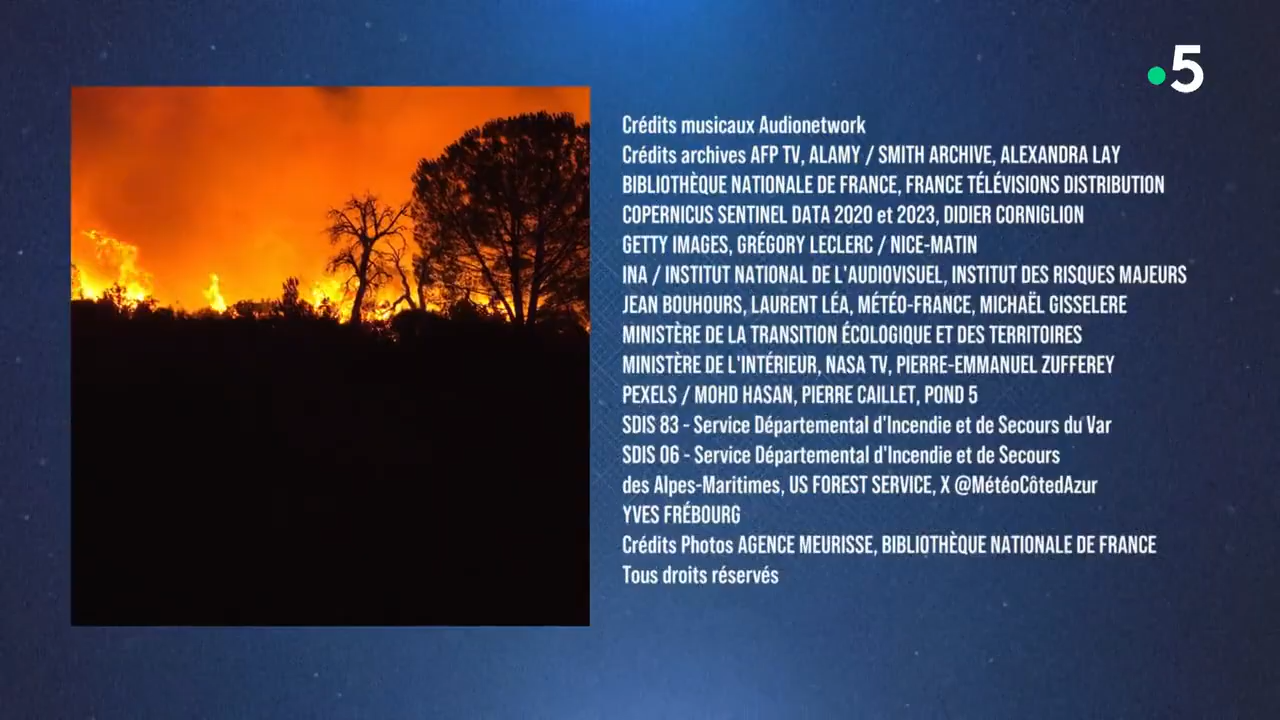 5
Crédits musicaux Audionetwork
Crédits archives AFP TV, ALAMY / SMITH ARCHIVE, ALEXANDRA LAY
BIBLIOTHÈQUE NATIONALE DE FRANCE, FRANCE TÉLÉVISIONS DISTRIBUTION
COPERNICUS SENTINEL DATA 2020 et 2023, DIDIER CORNIGLION
GETTY IMAGES, GRÉGORY LECLERC / NICE-MATIN
INA / INSTITUT NATIONAL DE L'AUDIOVISUEL, INSTITUT DES RISQUES MAJEURS
JEAN BOUHOURS, LAURENT LÉA, MÉTÉO-FRANCE, MICHAËL GISSELERE
MINISTÈRE DE LA TRANSITION ÉCOLOGIQUE ET DES TERRITOIRES
MINISTÈRE DE L'INTÉRIEUR, NASA TV, PIERRE-EMMANUEL ZUFFEREY
PEXELS / MOHD HASAN, PIERRE CAILLET, POND 5
SDIS 83 - Service Départemental d'Incendie et de Secours du Var
SDIS 06 - Service Départemental d'Incendie et de Secours
des Alpes-Maritimes, US FOREST SERVICE, X @MétéoCôtedAzur
YVES FRÉBOURG
Crédits Photos AGENCE MEURISSE, BIBLIOTHÈQUE NATIONALE DE FRANCE
Tous droits réservés